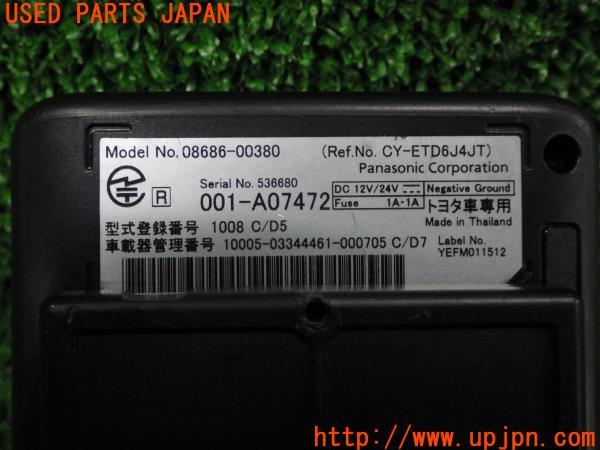 USED PARTS JAPAN
Model No. 08686-00380 (Ref.No. CY-ETD6J4JT)
Panasonic Corporation
R
Serial No. 536680
001-A07472
DC 12V/24V Negative Ground
Fuse 1A·1A トヨタ車専用
Made in Thailand
型式登録番号 1008 C/D5
車載器管理番号 10005-03344461-000705 C/D7
Label No.
YEFM011512
http://www.upjpn.com/